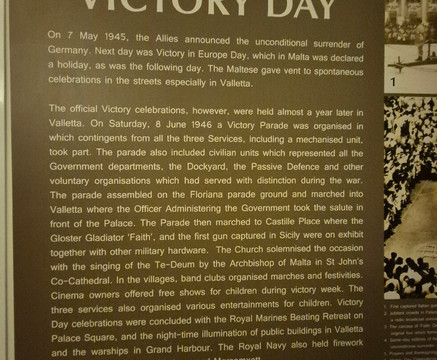 VICTORY DAY
On 7 May 1945, the Allies announced the unconditional surrender of
Germany. Next day was Victory in Europe Day, which in Malta was declared
a holiday, as was the following day. The Maltese gave vent to spontaneous
celebrations in the streets especially in Valletta.
The official Victory celebrations, however, were held almost a year later in
Valletta. On Saturday, 8 June 1946 a Victory Parade was organised in
which contingents from all the three Services, including a mechanised unit,
took part. The parade also included civilian units which represented all the
Government departments, the Dockyard, the Passive Defence and other
voluntary organisations which had served with distinction during the war.
The parade assembled on the Floriana parade ground and marched into
Valletta where the Officer Administering the Government took the salute in
front of the Palace. The Parade then marched to Castille Place where the
Gloster Gladiator 'Faith', and the first gun captured in Sicily were on exhibit
together with other military hardware. The Church solemnised the occasion
with the singing of the Te-Deum by the Archbishop of Malta in St John's
Co-Cathedral. In the villages, band clubs organised marches and festivities.
Cinema owners offered free shows for children during victory week. The
three services also organised various entertainments for children. Victory
Day celebrations were concluded with the Royal Marines Beating Retreat on
Palace Square, and the night-time illumination of public buildings in Valletta
and the warships in Grand Harbour. The Royal Navy also held firework
1